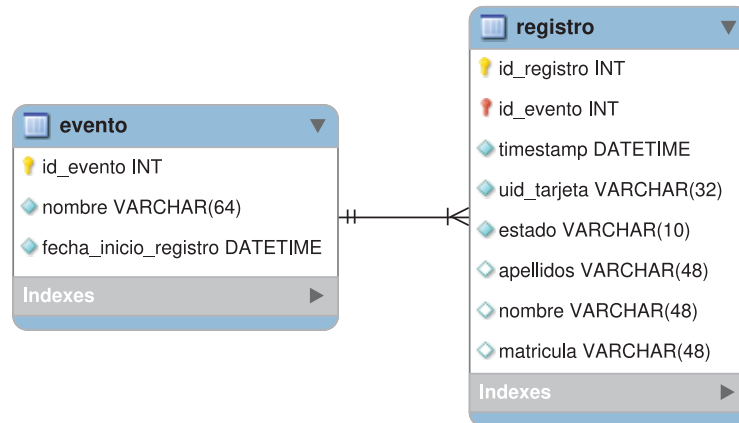 evento
id_evento INT
nombre VARCHAR(64)
fecha_inicio_registro DATETIME
Indexes
registro
id_registro INT
id_evento INT
timestamp DATETIME
uid_tarjeta VARCHAR(32)
estado VARCHAR(10)
apellidos VARCHAR(48)
nombre VARCHAR(48)
matricula VARCHAR(48)
Indexes